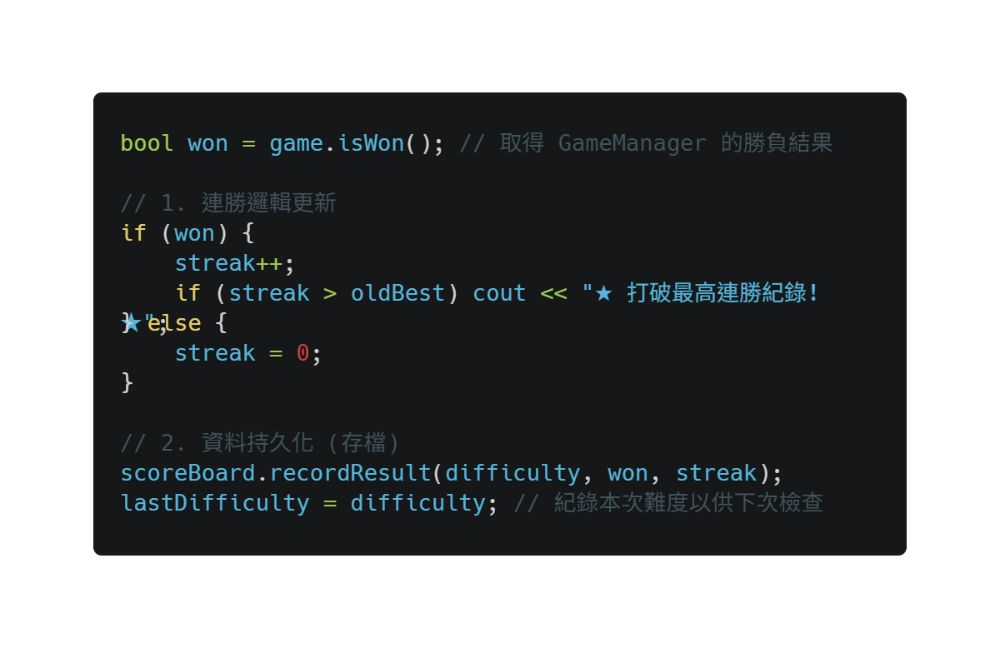 bool won = game.isWon(); // 取得 GameManager 的勝負結果
// 1. 連勝邏輯更新
if (won) {
    streak++;
    if (streak > oldBest) cout << "★ 打破最高連勝紀錄!
★";
} else {
    streak = 0;
}
// 2. 資料持久化 (存檔)
scoreBoard.recordResult(difficulty, won, streak);
lastDifficulty = difficulty; // 紀錄本次難度以供下次檢查